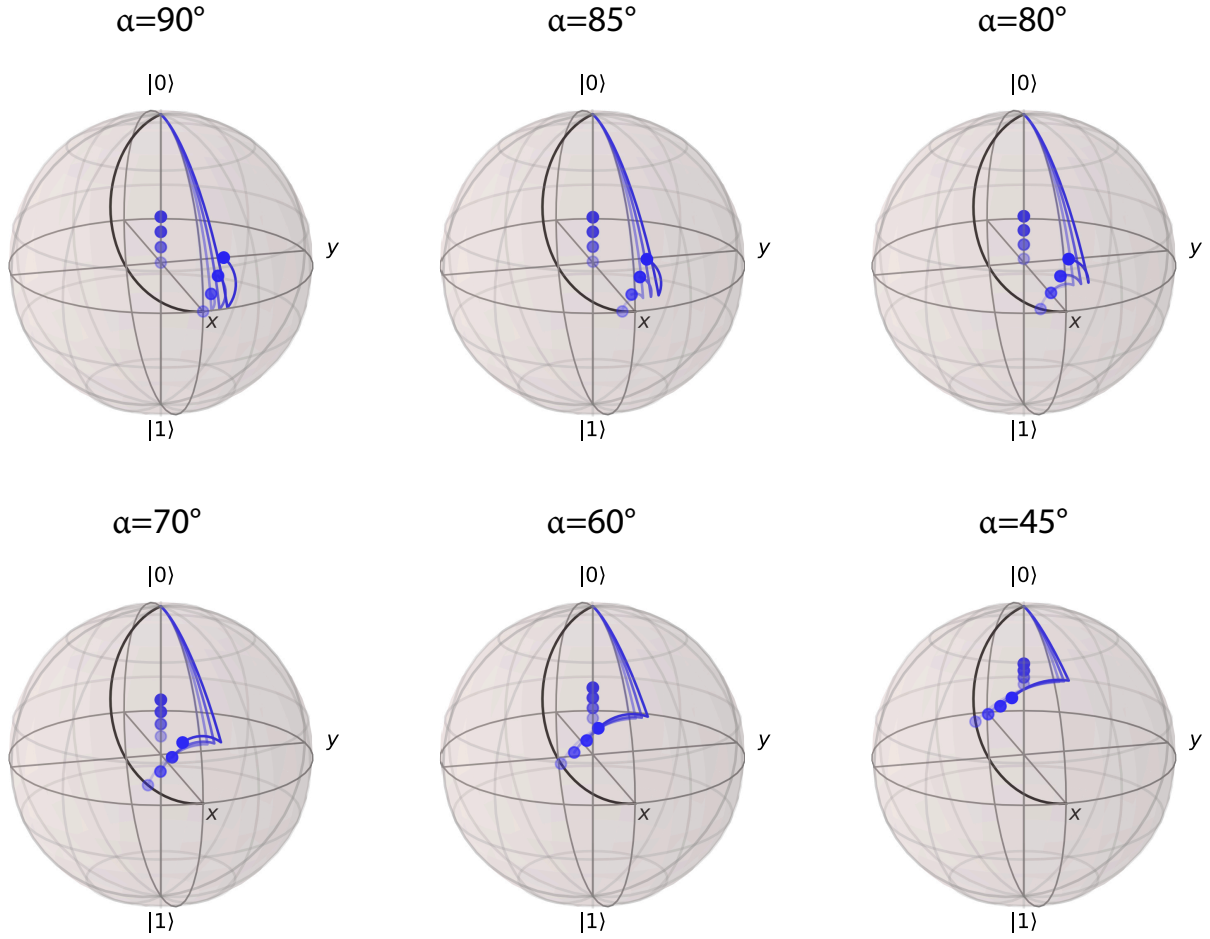 α=90° α=85° α=80°
|0⟩ |0⟩ |0⟩
y y y
x x x
|1⟩ |1⟩ |1⟩
α=70° α=60° α=45°
|0⟩ |0⟩ |0⟩
y y y
x x x
|1⟩ |1⟩ |1⟩